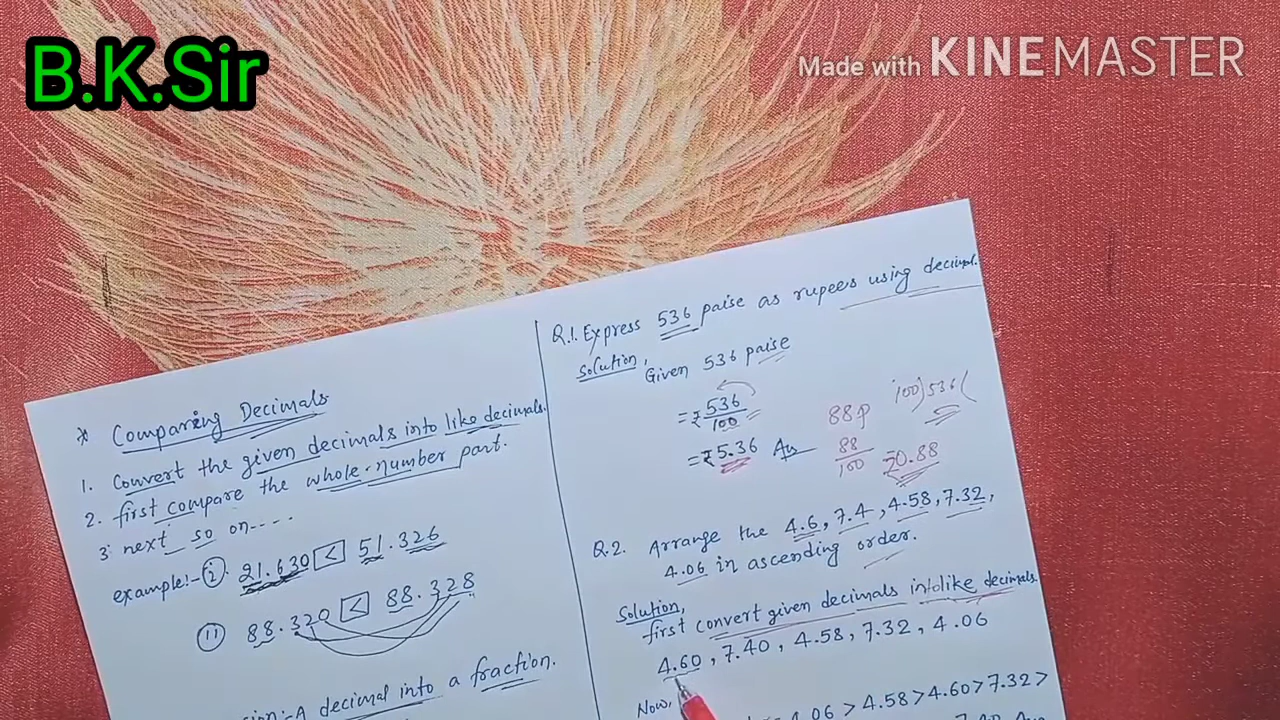 B.K.Sir
Made with KINEMASTER
* Comparing Decimals
1. Convert the given decimals into like decimals.
2. first compare the whole-number part.
3. next so on....
example:- (i). 21.630 < 51.326
(11) 88.320 < 88.328
:- A decimal into a fraction.
Q.1. Express 536 paise as rupees using decimal.
Solution,
Given 536 paise
= ₹ 536/100
= ₹ 5.36 An
88p
88/100
₹0.88
100)536(
Q.2. Arrange the 4.6, 7.4, 4.58, 7.32,
4.06 in ascending order.
Solution,
first convert given decimals into like decimals.
4.60, 7.40, 4.58, 7.32, 4.06
Now,
4.06 > 4.58 > 4.60 > 7.32 >